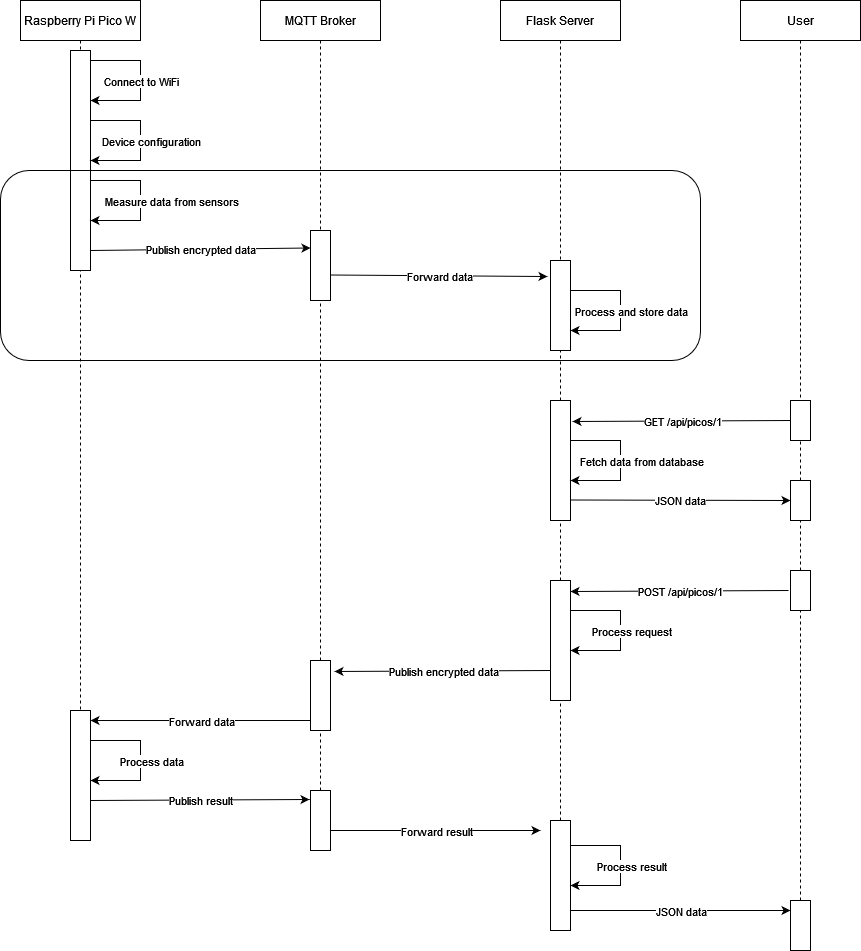 Raspberry Pi Pico W
MQTT Broker
Flask Server
User
Connect to WiFi
Device configuration
Measure data from sensors
Publish encrypted data
Forward data
Process and store data
GET /api/picos/1
Fetch data from database
JSON data
POST /api/picos/1
Process request
Publish encrypted data
Forward data
Process data
Publish result
Forward result
Process result
JSON data